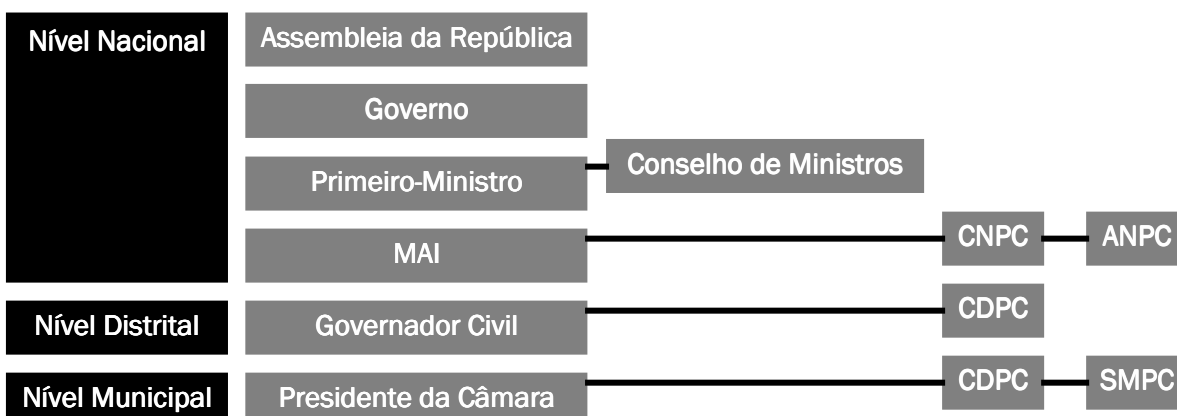 Nível Nacional
Assembleia da República
Governo
Primeiro-Ministro
Conselho de Ministros
MAI
CNPC
ANPC
Nível Distrital
Governador Civil
CDPC
Nível Municipal
Presidente da Câmara
CDPC
SMPC